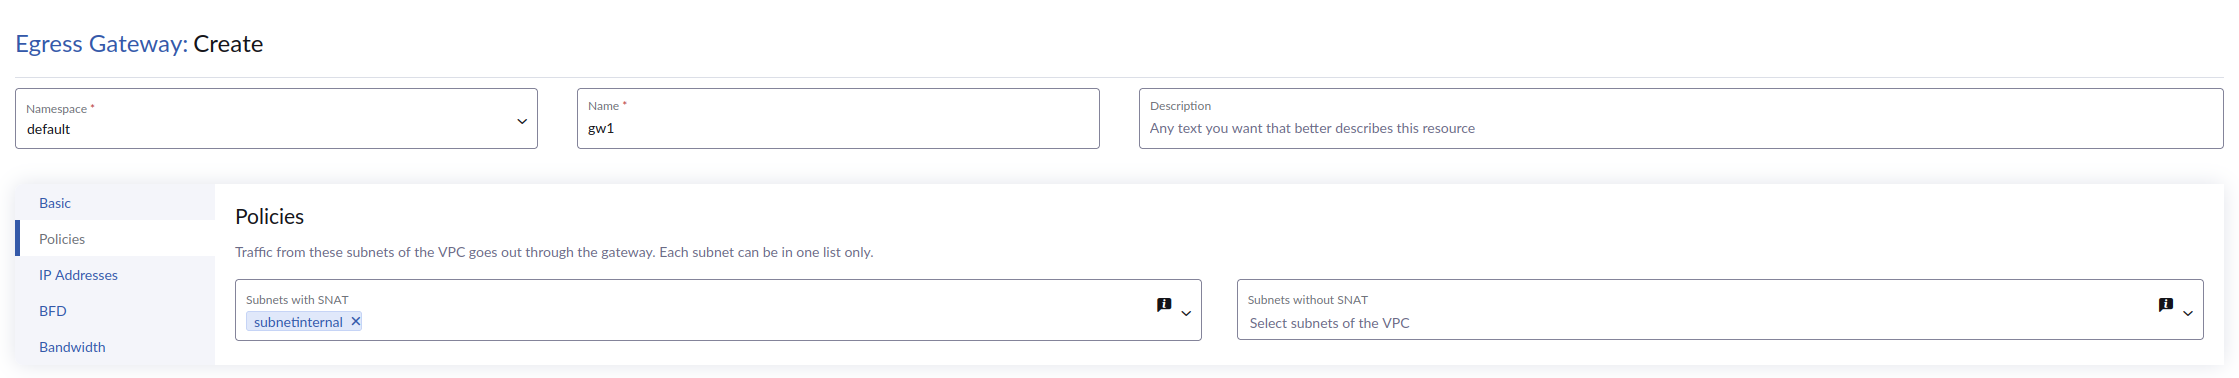 Egress Gateway: Create
Namespace *
default
Name *
gw1
Description
Any text you want that better describes this resource
Basic
Policies
IP Addresses
BFD
Bandwidth
Policies
Traffic from these subnets of the VPC goes out through the gateway. Each subnet can be in one list only.
Subnets with SNAT
subnetinternal
Subnets without SNAT
Select subnets of the VPC